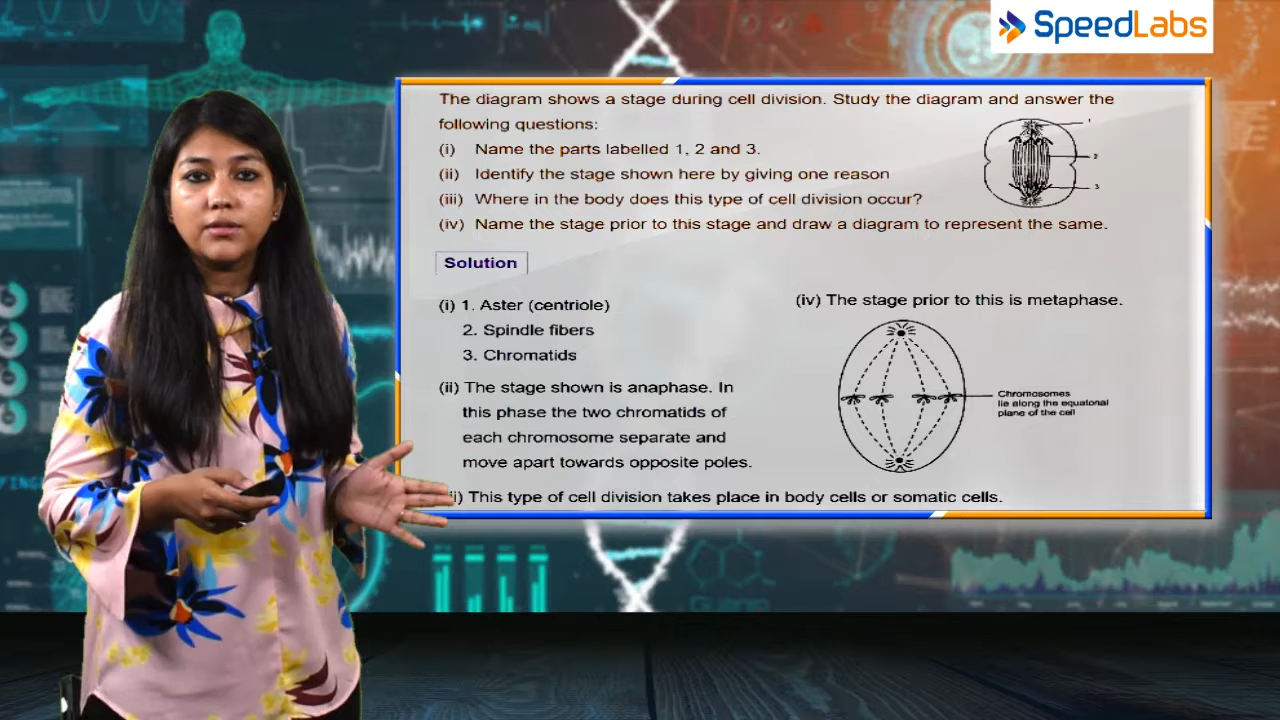 SpeedLabs
The diagram shows a stage during cell division. Study the diagram and answer the
following questions:
(i) Name the parts labelled 1, 2 and 3.
(ii) Identify the stage shown here by giving one reason
(iii) Where in the body does this type of cell division occur?
(iv) Name the stage prior to this stage and draw a diagram to represent the same.
1
2
3
Solution
(i) 1. Aster (centriole)
2. Spindle fibers
3. Chromatids
(ii) The stage shown is anaphase. In
this phase the two chromatids of
each chromosome separate and
move apart towards opposite poles.
(iv) The stage prior to this is metaphase.
Chromosomes
lie along the equatorial
plane of the cell
i) This type of cell division takes place in body cells or somatic cells.